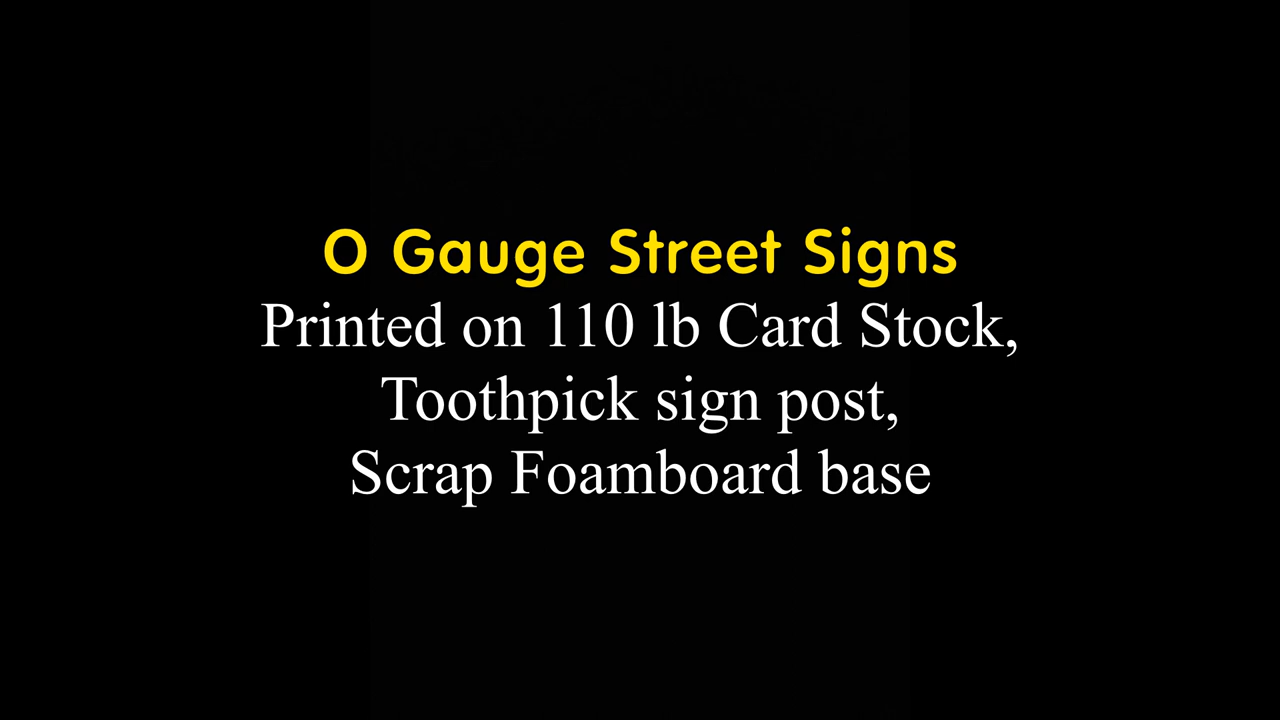 O Gauge Street Signs
Printed on 110 lb Card Stock,
Toothpick sign post,
Scrap Foamboard base